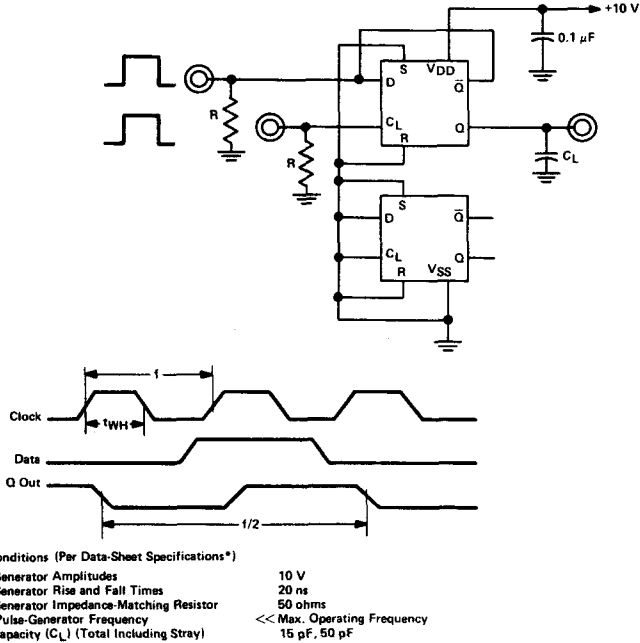 +10 V
0.1 µF
S VDD
D Q̄
R
CL Q
R
R
CL
S
D Q̄
CL Q
R VSS
f
Clock
tWH
Data
Q Out
f/2
onditions (Per Data-Sheet Specifications*)
enerator Amplitudes 10 V
enerator Rise and Fall Times 20 ns
enerator Impedance-Matching Resistor 50 ohms
Pulse-Generator Frequency << Max. Operating Frequency
apacity (CL) (Total Including Stray) 15 pF, 50 pF